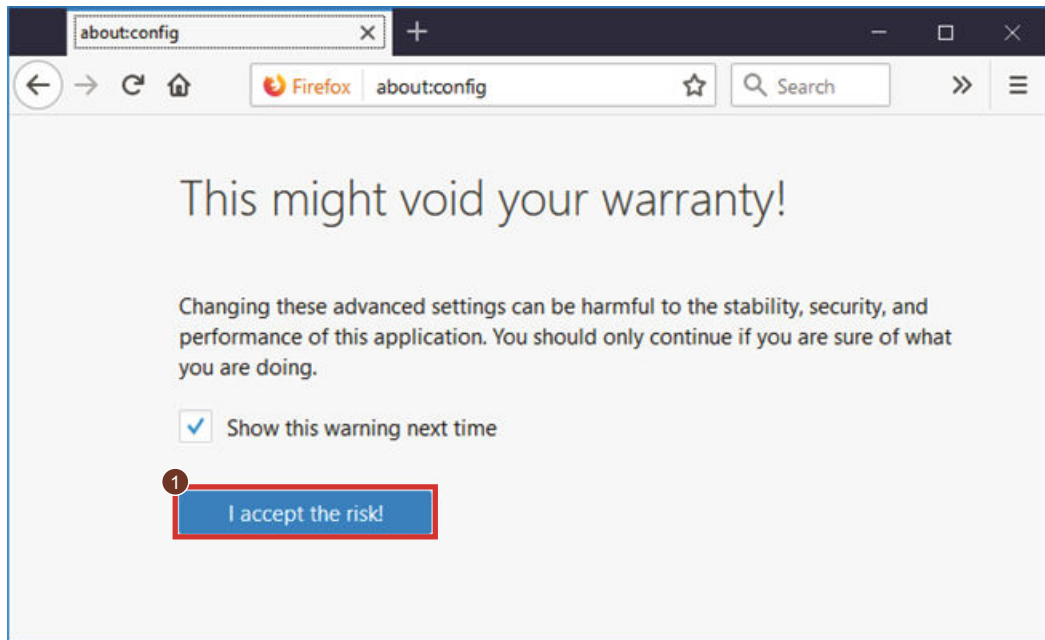 about:config
Firefox about:config Search
This might void your warranty!
Changing these advanced settings can be harmful to the stability, security, and
performance of this application. You should only continue if you are sure of what
you are doing.
Show this warning next time
1
I accept the risk!